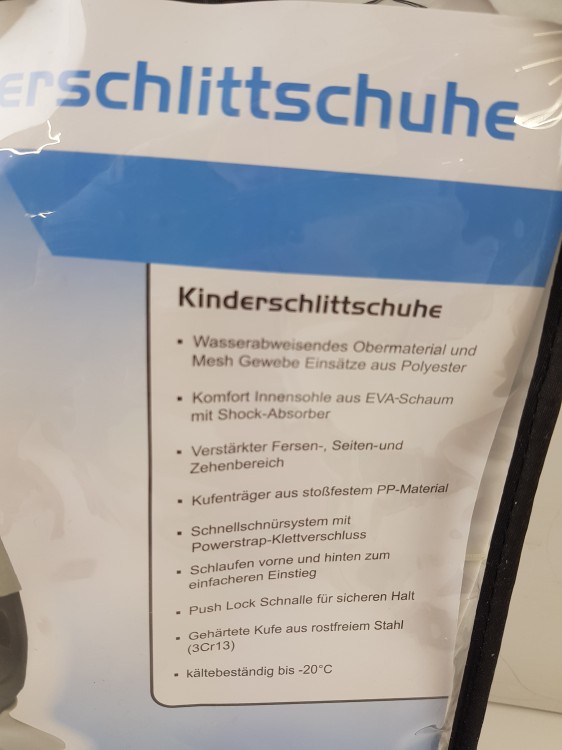 erschlittschuhe
Kinderschlittschuhe
▪ Wasserabweisendes Obermaterial und
Mesh Gewebe Einsätze aus Polyester
▪ Komfort Innensohle aus EVA-Schaum
mit Shock-Absorber
▪ Verstärkter Fersen-, Seiten-und
Zehenbereich
▪ Kufenträger aus stoßfestem PP-Material
▪ Schnellschnürsystem mit
Powerstrap-Klettverschluss
▪ Schlaufen vorne und hinten zum
einfacheren Einstieg
▪ Push Lock Schnalle für sicheren Halt
▪ Gehärtete Kufe aus rostfreiem Stahl
(3Cr13)
▪ kältebeständig bis -20°C